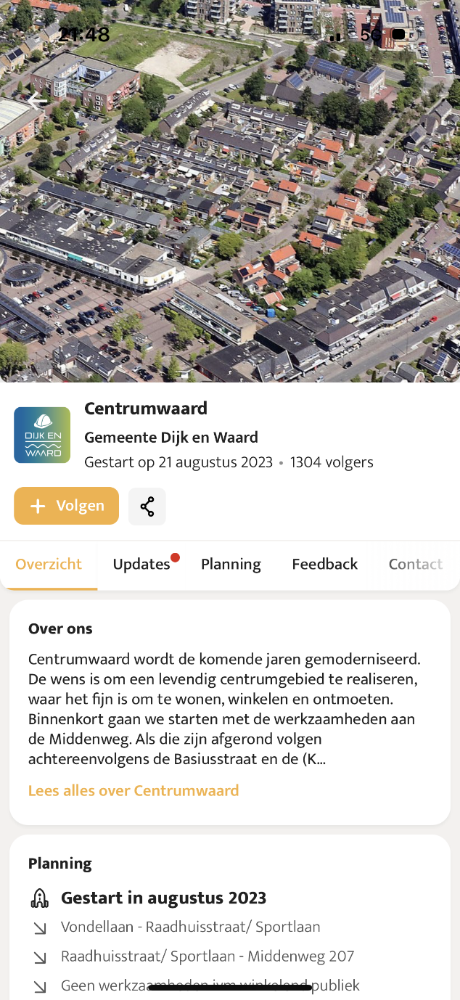 21:48
5G
DIJK EN
WAARD
Centrumwaard
Gemeente Dijk en Waard
Gestart op 21 augustus 2023 • 1304 volgers
+ Volgen
Overzicht Updates Planning Feedback Contact
Over ons
Centrumwaard wordt de komende jaren gemoderniseerd.
De wens is om een levendig centrumgebied te realiseren,
waar het fijn is om te wonen, winkelen en ontmoeten.
Binnenkort gaan we starten met de werkzaamheden aan
de Middenweg. Als die zijn afgerond volgen
achtereenvolgens de Basiusstraat en de (K...
Lees alles over Centrumwaard
Planning
Gestart in augustus 2023
Vondellaan - Raadhuisstraat/ Sportlaan
Raadhuisstraat/ Sportlaan - Middenweg 207
Geen werkzaamheden ivm winkelend publiek